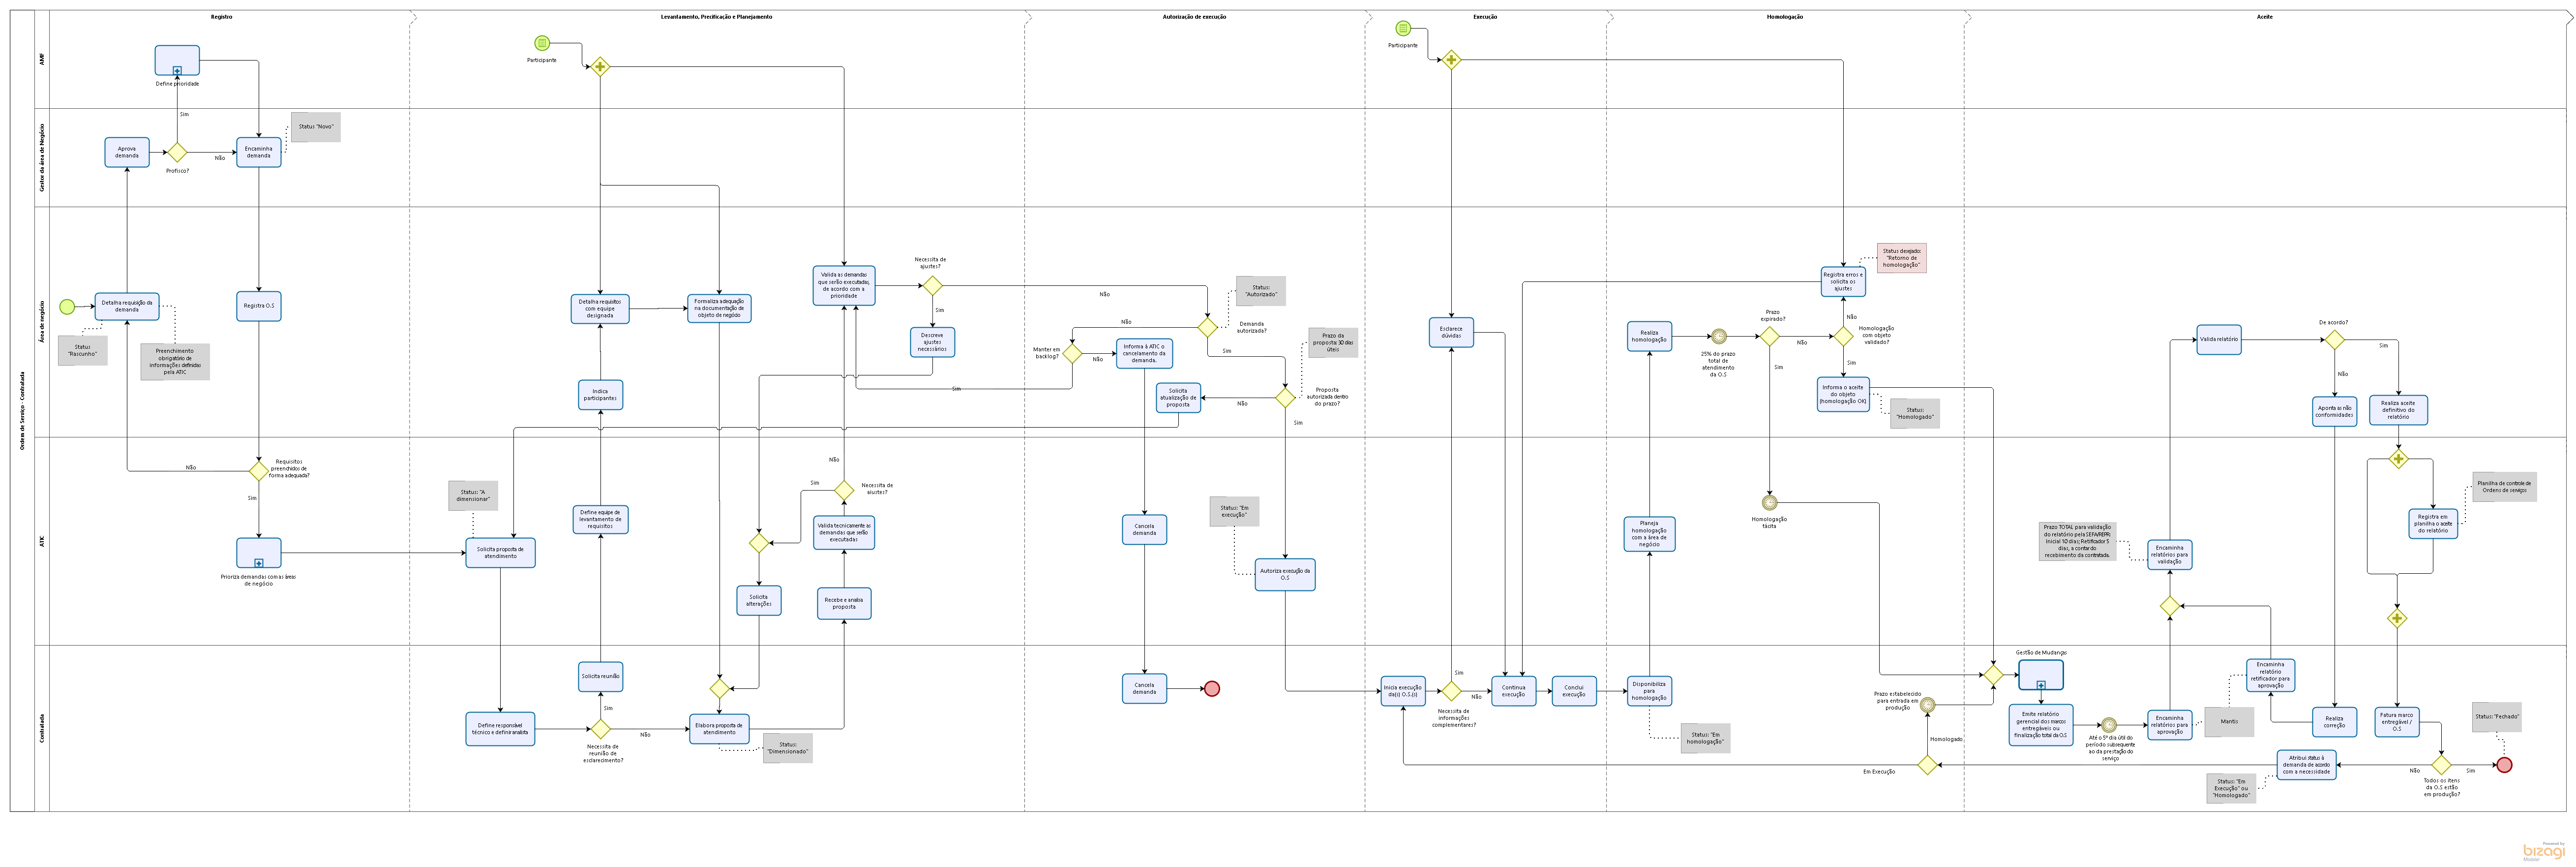 Registro
Levantamento, Precificação e Planejamento
Autorização de execução
Execução
Homologação
Aceite
Ordem de Serviço - Contratada
AMF
Gestor da área de Negócio
Área de negócio
ATIC
Contratada
Define prioridade
Sim
Aprova
demanda
Profisco?
Não
Encaminha
demanda
Status "Novo"
Detalha requisição da
demanda
Status
"Rascunho"
Preenchimento
obrigatório de
informações definidas
pela ATIC
Registra O.S
Requisitos
preenchidos de
forma adequada?
Não
Sim
Prioriza demandas com as áreas
de negócio
Participante
Detalha requisitos
com equipe
designada
Formaliza adequação
na documentação de
objeto de negócio
Valida as demandas
que serão executadas,
de acordo com a
prioridade
Necessita de
ajustes?
Sim
Não
Descreve
ajustes
necessários
Indica
participantes
Status: "A
dimensionar"
Solicita proposta de
atendimento
Define equipe de
levantamento de
requisitos
Não
Sim
Necessita de
ajustes?
Valida tecnicamente as
demandas que serão
executadas
Solicita
alterações
Recebe e analisa
proposta
Solicita reunião
Sim
Define responsável
técnico e definir analista
Não
Necessita de
reunião de
esclarecimento?
Elabora proposta de
atendimento
Status:
"Dimensionado"
Status:
"Autorizado"
Não
Demanda
autorizada?
Manter em
backlog?
Não
Informa à ATIC o
cancelamento da
demanda.
Sim
Sim
Prazo da
proposta: 30 dias
úteis
Solicita
atualização de
proposta
Não
Proposta
autorizada dentro
do prazo?
Sim
Cancela
demanda
Status: "Em
execução"
Autoriza execução da
O.S
Cancela
demanda
Participante
Esclarece
dúvidas
Inicia execução
da(s) O.S.(s)
Sim
Não
Necessita de
informações
complementares?
Continua
execução
Conclui
execução
Status desejado:
"Retorno de
homologação"
Registra erros e
solicita os
ajustes
Não
Realiza
homologação
25% do prazo
total de
atendimento
da O.S
Prazo
expirado?
Não
Sim
Homologação
com objeto
validado?
Sim
Informa o aceite
do objeto
(homologação OK)
Status:
"Homologado"
Homologação
tácita
Planeja
homologação
com a área de
negócio
Disponibiliza
para
homologação
Status: "Em
homologação"
Prazo estabelecido
para entrada em
produção
Homologado
Em Execução
Valida relatório
De acordo?
Sim
Não
Aponta as não
conformidades
Realiza aceite
definitivo do
relatório
Planilha de controle de
Ordens de serviços
Registra em
planilha o aceite
do relatório
Prazo TOTAL para validação
do relatório pela SEFA/REPR:
Inicial 10 dias; Retificador 5
dias, a contar do
recebimento da contratada.
Encaminha
relatórios para
validação
Gestão de Mudanças
Emite relatório
gerencial dos marcos
entregáveis ou
finalização total da O.S
Até o 5º dia útil do
período subsequente
ao da prestação do
serviço
Encaminha
relatórios para
aprovação
Mantis
Encaminha
relatório
retificador para
aprovação
Realiza
correção
Fatura marco
entregável /
O.S
Status: "Fechado"
Atribui status à
demanda de acordo
com a necessidade
Status: "Em
Execução" ou
"Homologado"
Não
Sim
Todos os itens
da O.S estão
em produção?
Powered by
bizagi
Modeler